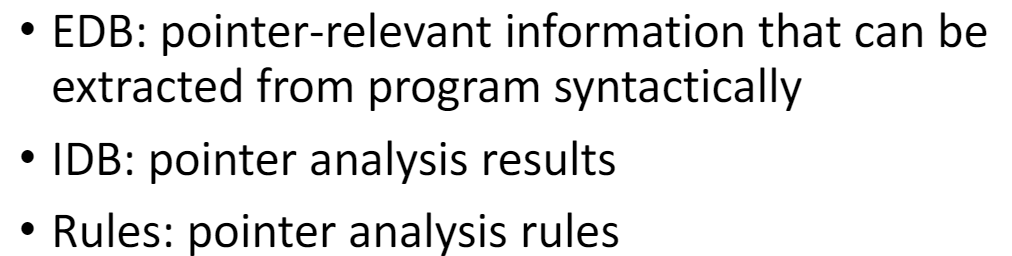 • EDB: pointer-relevant information that can be
extracted from program syntactically
• IDB: pointer analysis results
• Rules: pointer analysis rules